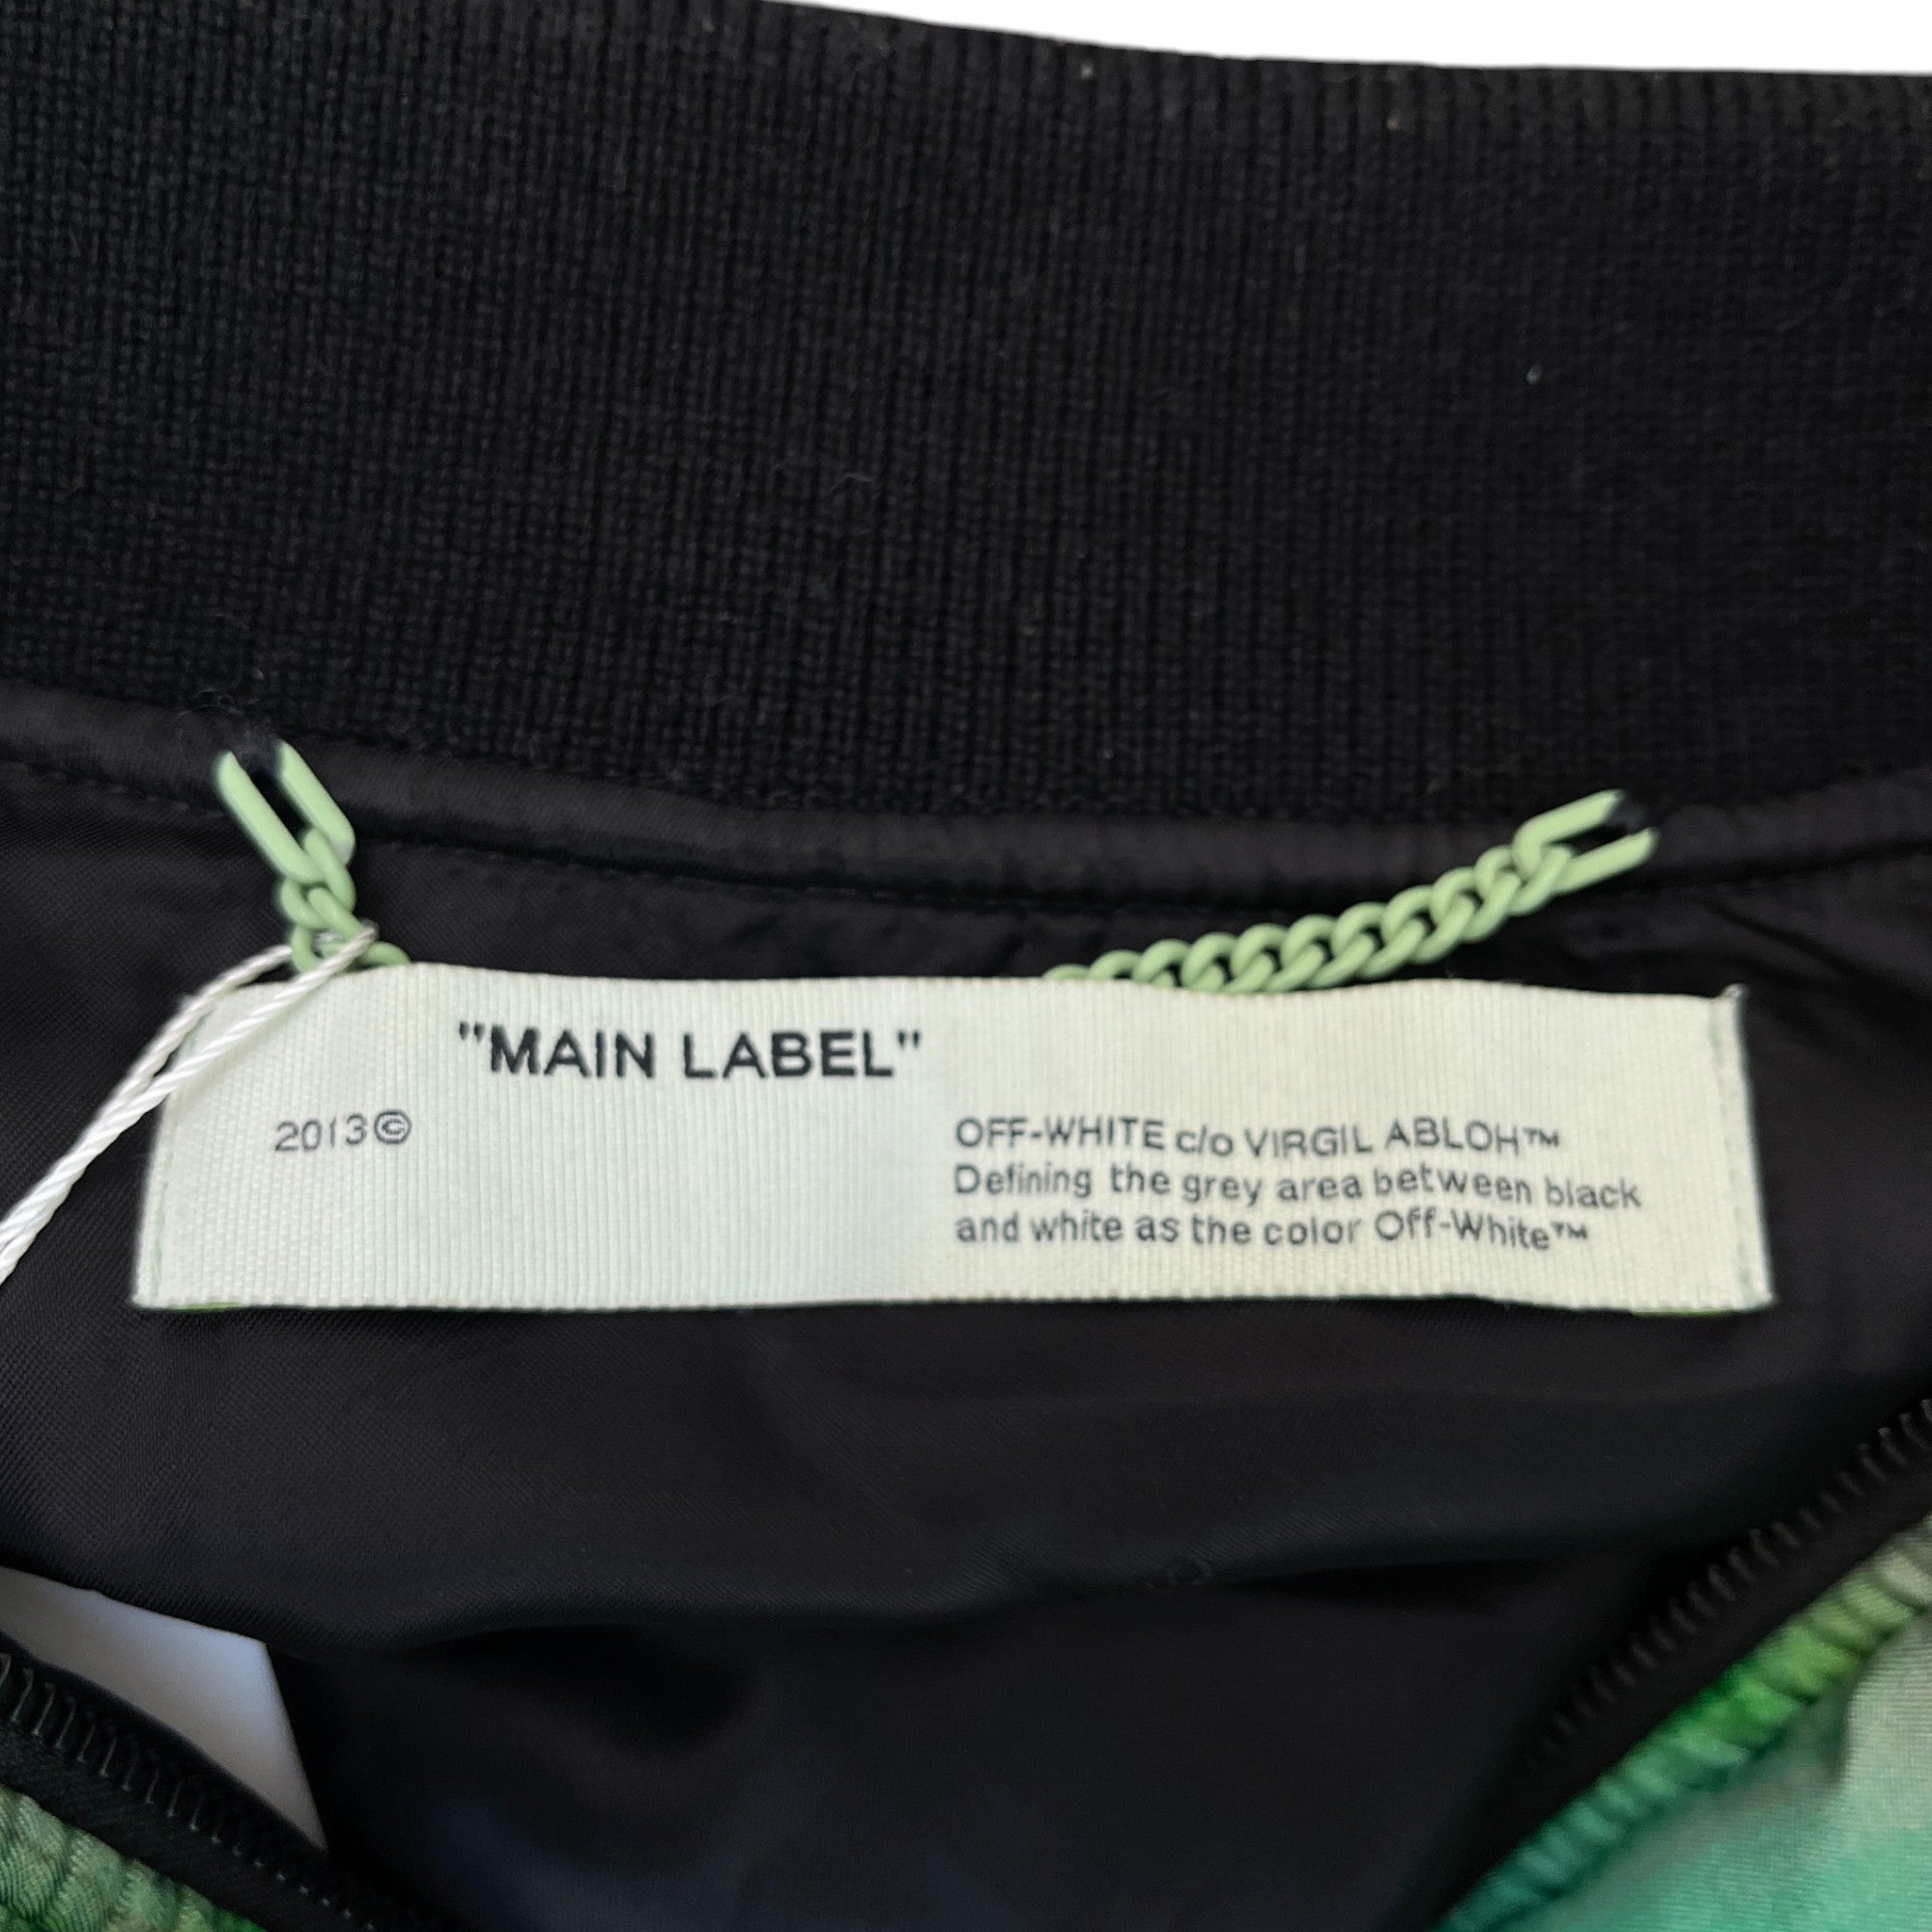 "MAIN LABEL"
2013©
OFF-WHITE c/o VIRGIL ABLOH™
Defining the grey area between black
and white as the color Off-White™